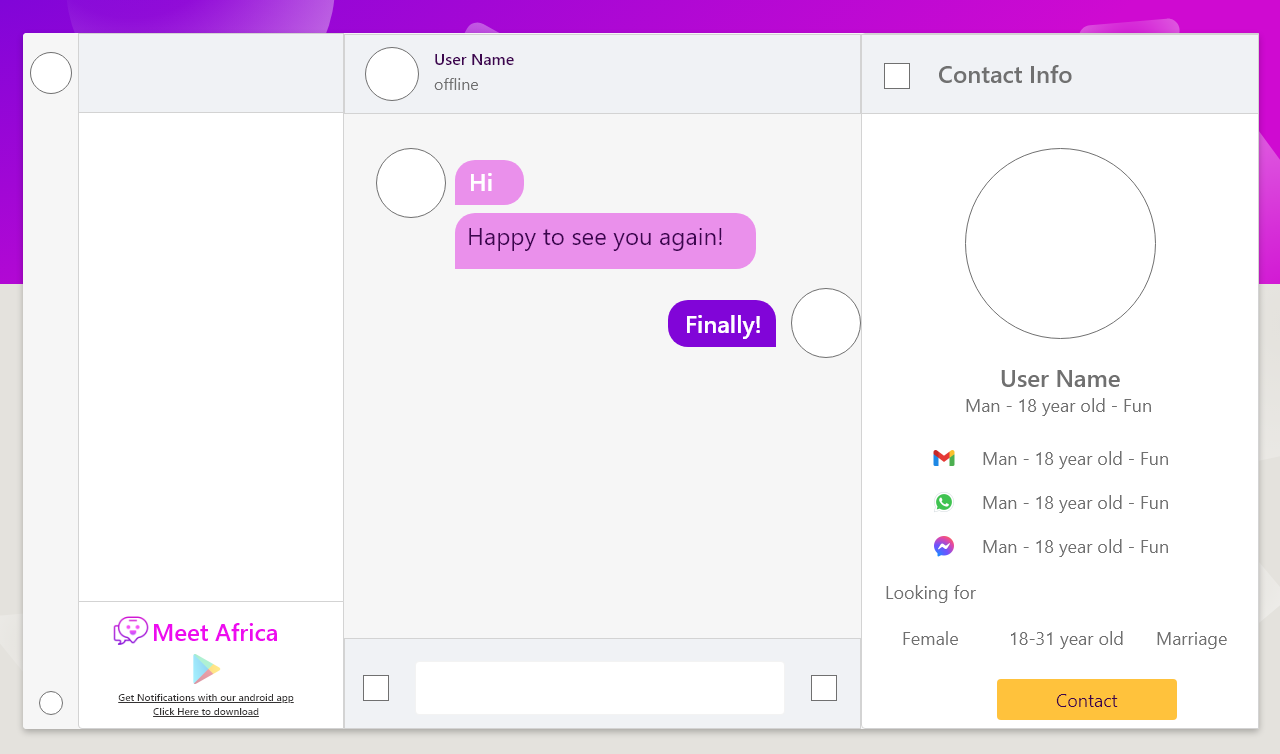 User Name
offline
Contact Info
Hi
Happy to see you again!
Finally!
User Name
Man - 18 year old - Fun
Man - 18 year old - Fun
Man - 18 year old - Fun
Man - 18 year old - Fun
Looking for
Female 18-31 year old Marriage
Contact
Meet Africa
Get Notifications with our android app
Click Here to download